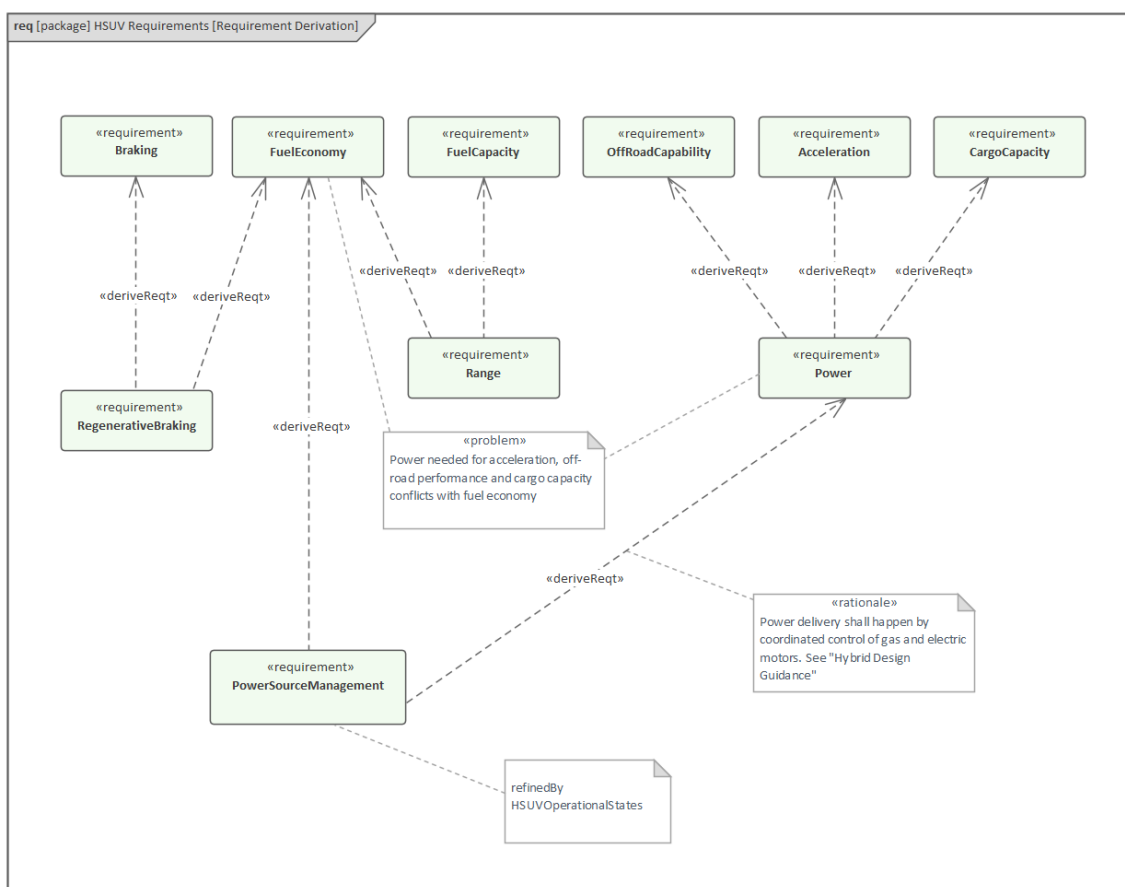 req [package] HSUV Requirements [Requirement Derivation]
«requirement»
Braking
«requirement»
FuelEconomy
«requirement»
FuelCapacity
«requirement»
OffRoadCapability
«requirement»
Acceleration
«requirement»
CargoCapacity
«deriveReqt»
«deriveReqt»
«deriveReqt»
«deriveReqt»
«deriveReqt»
«deriveReqt»
«deriveReqt»
«requirement»
Range
«requirement»
Power
«requirement»
RegenerativeBraking
«deriveReqt»
«problem»
Power needed for acceleration, off-
road performance and cargo capacity
conflicts with fuel economy
«deriveReqt»
«rationale»
Power delivery shall happen by
coordinated control of gas and electric
motors. See "Hybrid Design
Guidance"
«requirement»
PowerSourceManagement
refinedBy
HSUVOperationalStates